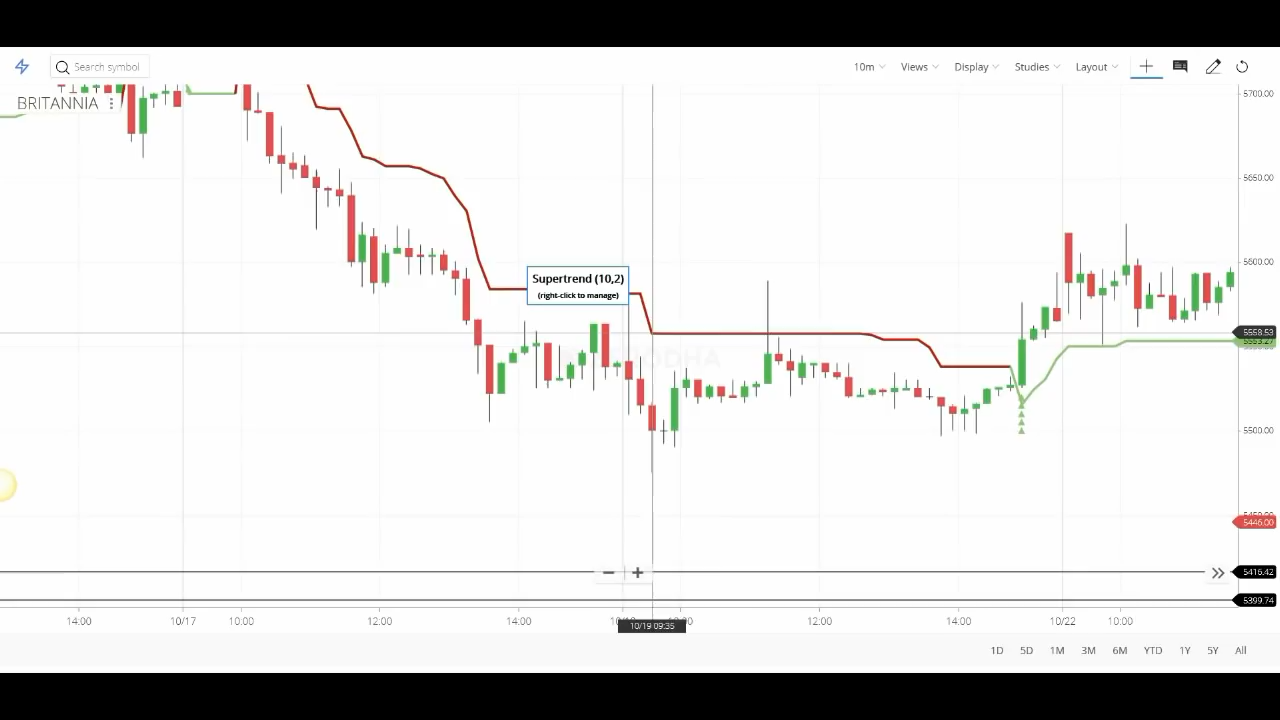 Search symbol
10m Views Display Studies Layout
BRITANNIA
5700.00
5650.00
Supertrend (10,2)
(right-click to manage)
5600.00
5558.53
5553.27
5500.00
5446.00
5416.42
5399.74
14:00 10/17 10:00 12:00 14:00 12:00 14:00 10/22 10:00
10/19 09:35
1D 5D 1M 3M 6M YTD 1Y 5Y All